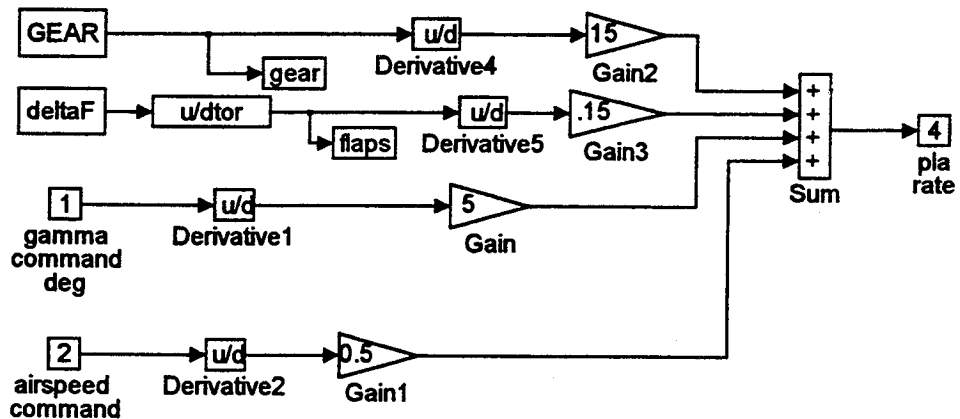 GEAR
u/d
15
gear
Derivative4
Gain2
deltaF
u/dtor
u/d
.15
flaps
Derivative5
Gain3
+
+
+
+
Sum
4
pla
rate
1
u/d
5
gamma
command
deg
Derivative1
Gain
2
u/d
0.5
airspeed
command
Derivative2
Gain1